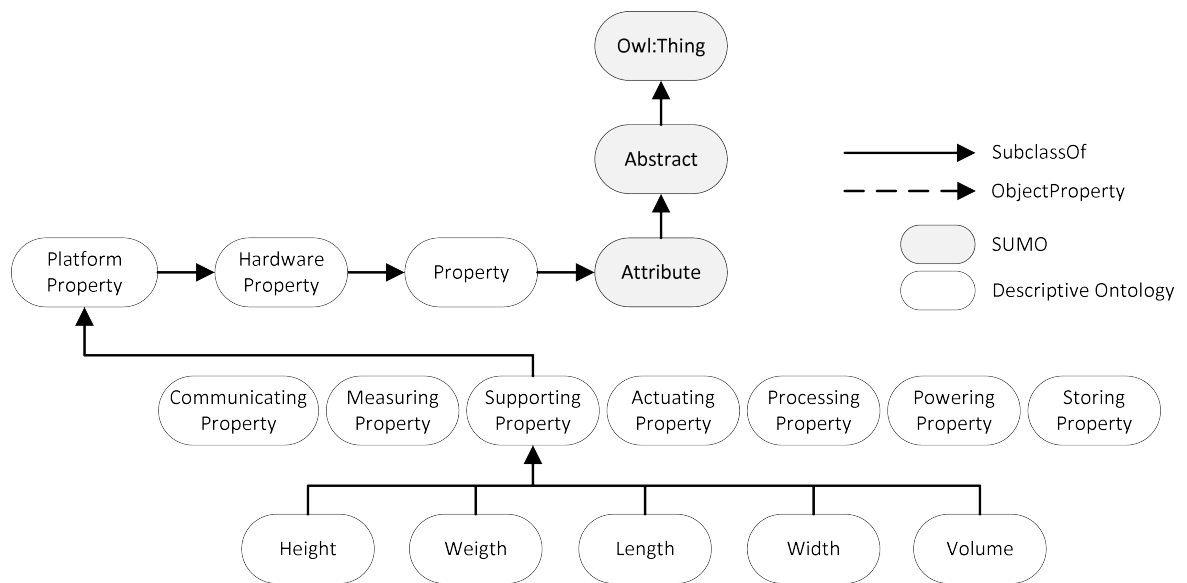 Owl:Thing
Abstract
SubclassOf
ObjectProperty
SUMO
Descriptive Ontology
Platform
Property
Hardware
Property
Property
Attribute
Communicating
Property
Measuring
Property
Supporting
Property
Actuating
Property
Processing
Property
Powering
Property
Storing
Property
Height
Weigth
Length
Width
Volume